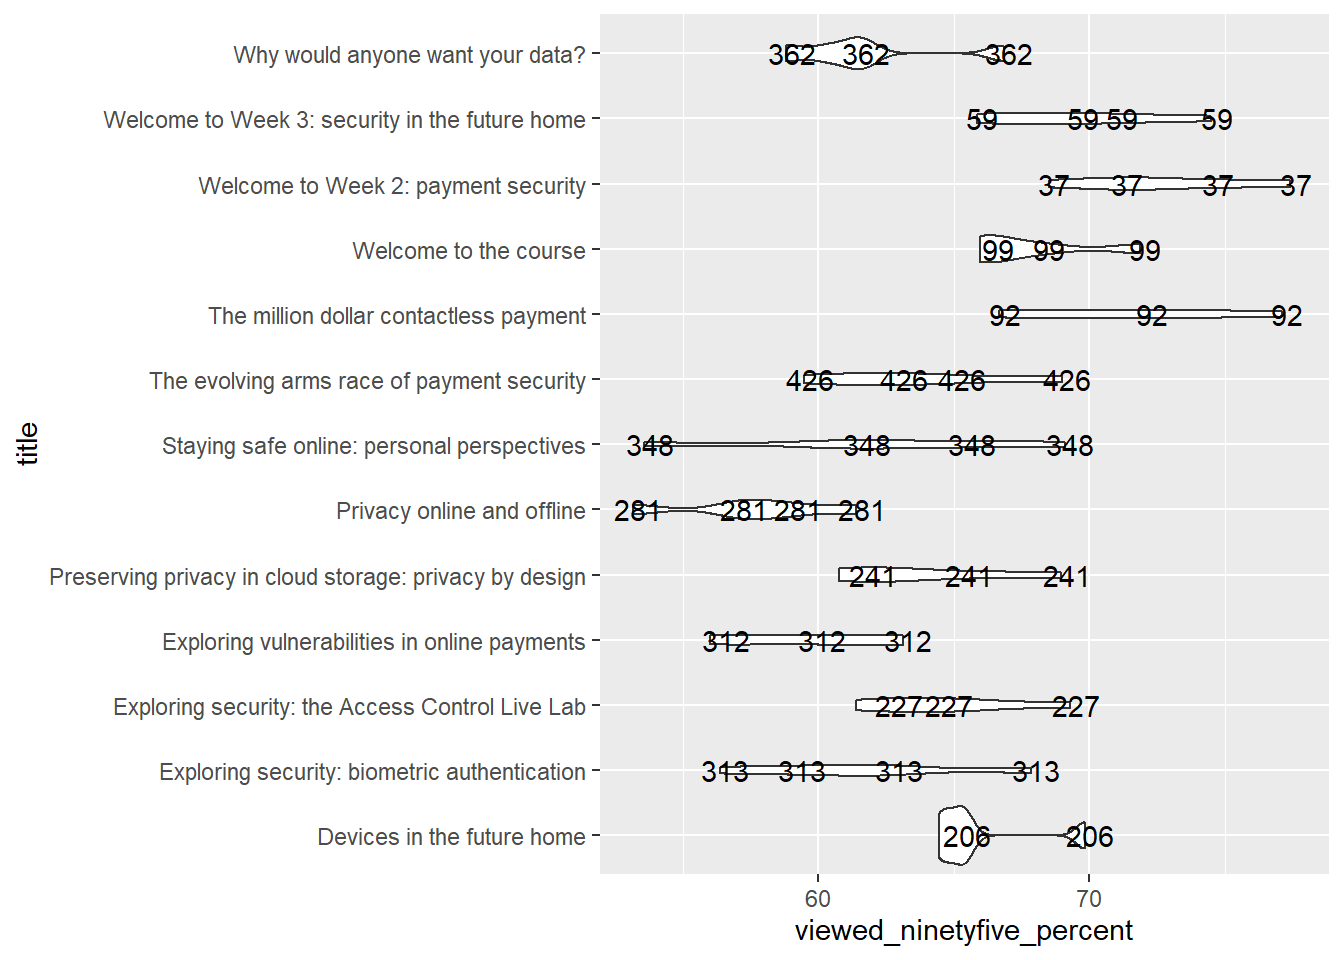 Why would anyone want your data? 362 362 362
Welcome to Week 3: security in the future home 59 59 59 59
Welcome to Week 2: payment security 37 37 37 37
Welcome to the course 99 99 99
The million dollar contactless payment 92 92 92
The evolving arms race of payment security 426 426 426 426
Staying safe online: personal perspectives 348 348 348 348
Privacy online and offline 281 281 281 281
Preserving privacy in cloud storage: privacy by design 241 241 241
Exploring vulnerabilities in online payments 312 312 312
Exploring security: the Access Control Live Lab 227 227 227
Exploring security: biometric authentication 313 313 313 313
Devices in the future home 206 206
title
60 70
viewed_ninetyfive_percent